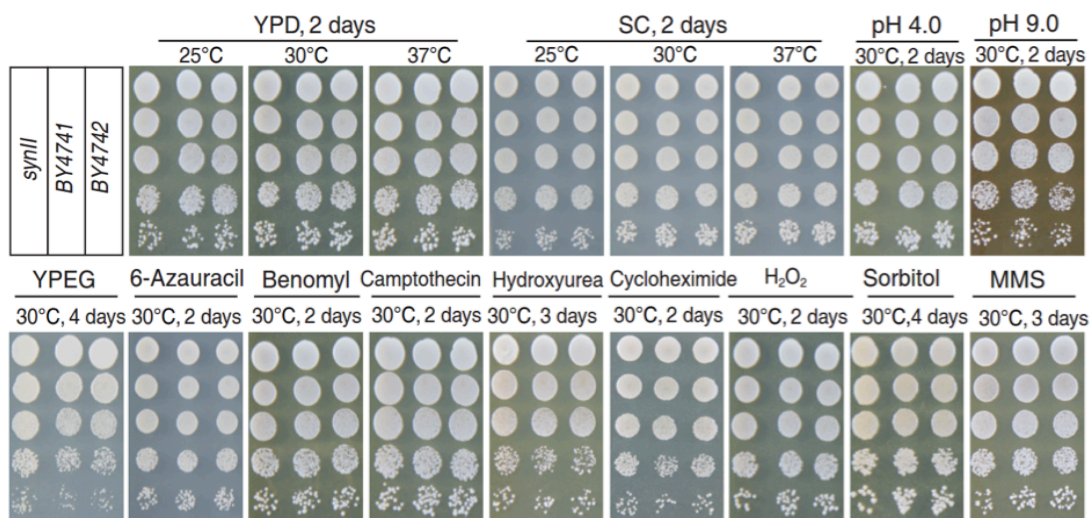 YPD, 2 days SC, 2 days pH 4.0 pH 9.0
25°C 30°C 37°C 25°C 30°C 37°C 30°C, 2 days 30°C, 2 days
synII
BY4741
BY4742
YPEG 6-Azauracil Benomyl Camptothecin Hydroxyurea Cycloheximide H₂O₂ Sorbitol MMS
30°C, 4 days 30°C, 2 days 30°C, 2 days 30°C, 2 days 30°C, 3 days 30°C, 2 days 30°C, 2 days 30°C,4 days 30°C, 3 days